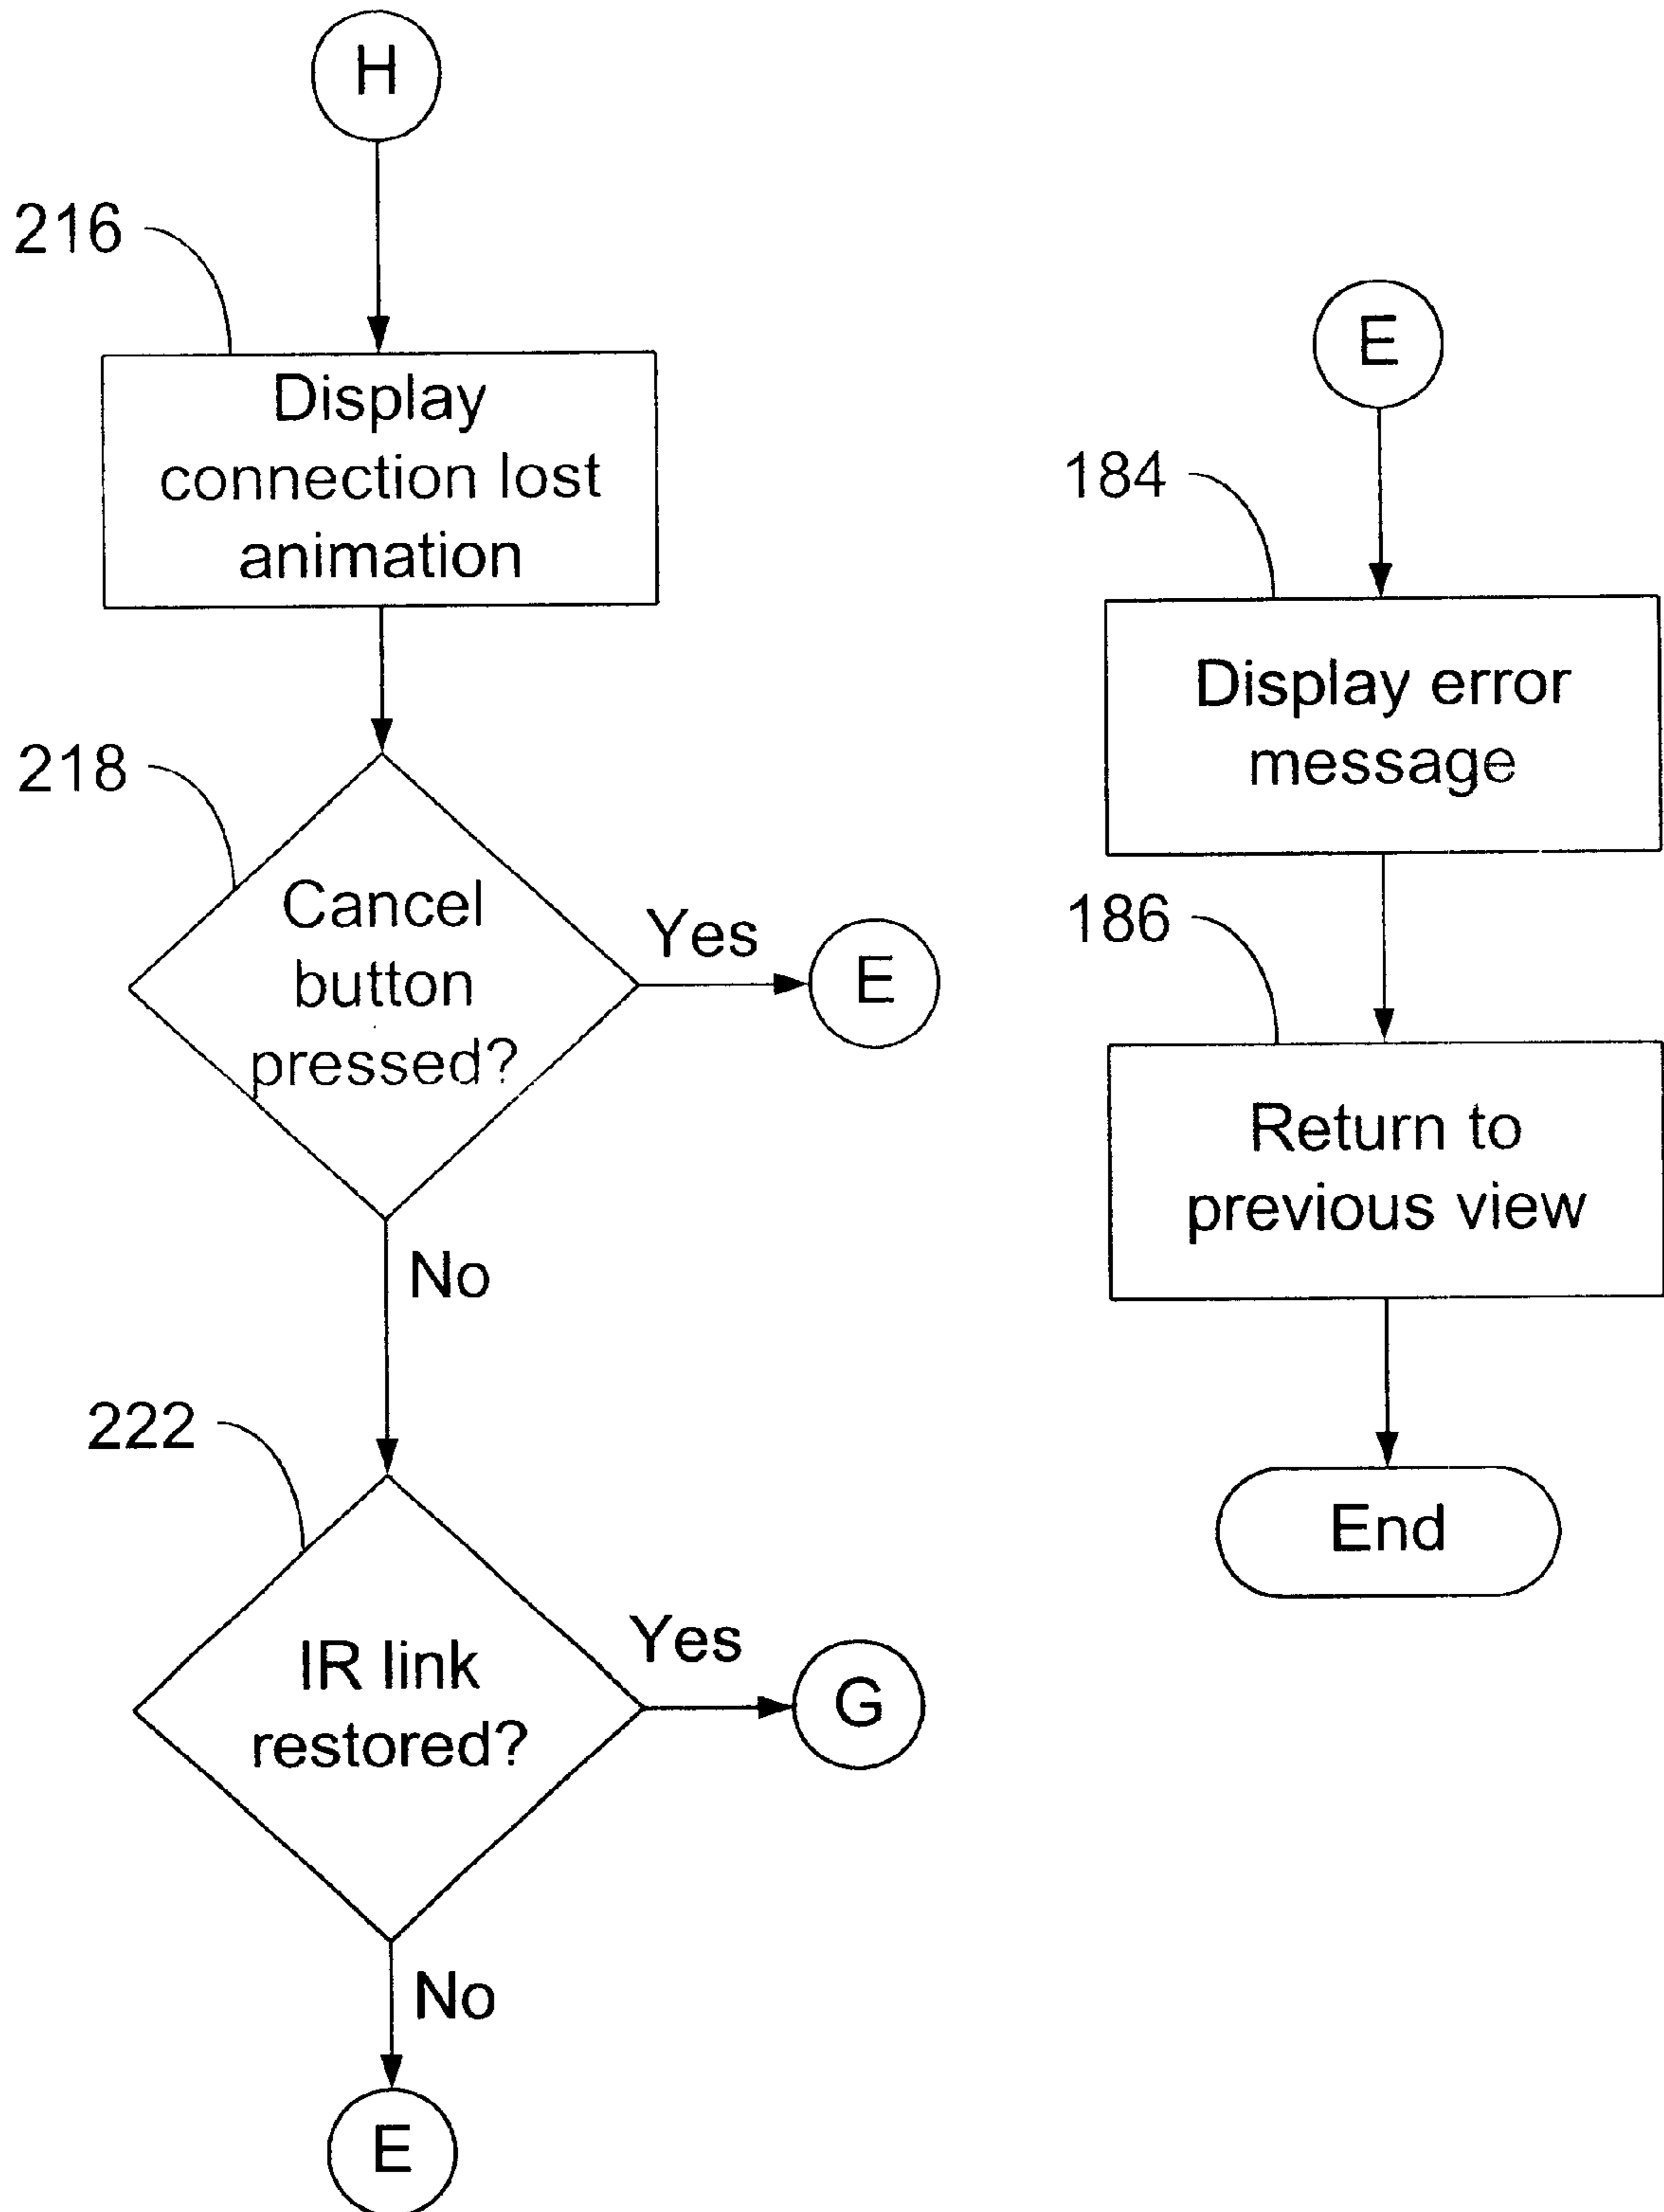 H
216
Display
connection lost
animation
218
Cancel
button
pressed?
Yes
E
No
222
IR link
restored?
Yes
G
No
E
E
184
Display error
message
186
Return to
previous view
End